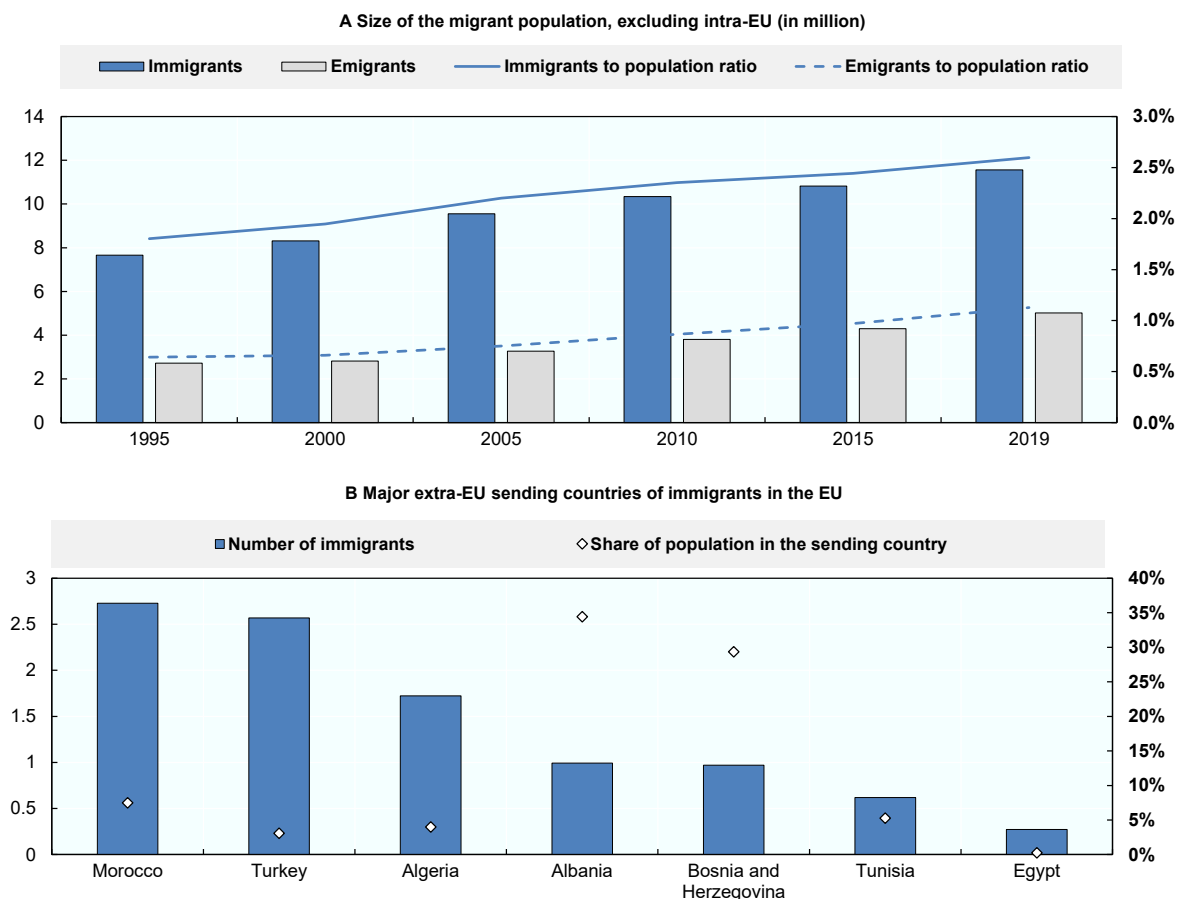 A Size of the migrant population, excluding intra-EU (in million)
Immigrants Emigrants Immigrants to population ratio Emigrants to population ratio
14 3.0%
12 2.5%
10 2.0%
8
6 1.5%
4 1.0%
2 0.5%
0 0.0%
1995 2000 2005 2010 2015 2019
B Major extra-EU sending countries of immigrants in the EU
Number of immigrants Share of population in the sending country
3 40%
2.5 35%
2 30%
1.5 25%
1 20%
0.5 15%
0 10%
5%
0%
Morocco Turkey Algeria Albania Bosnia and Tunisia Egypt
Herzegovina